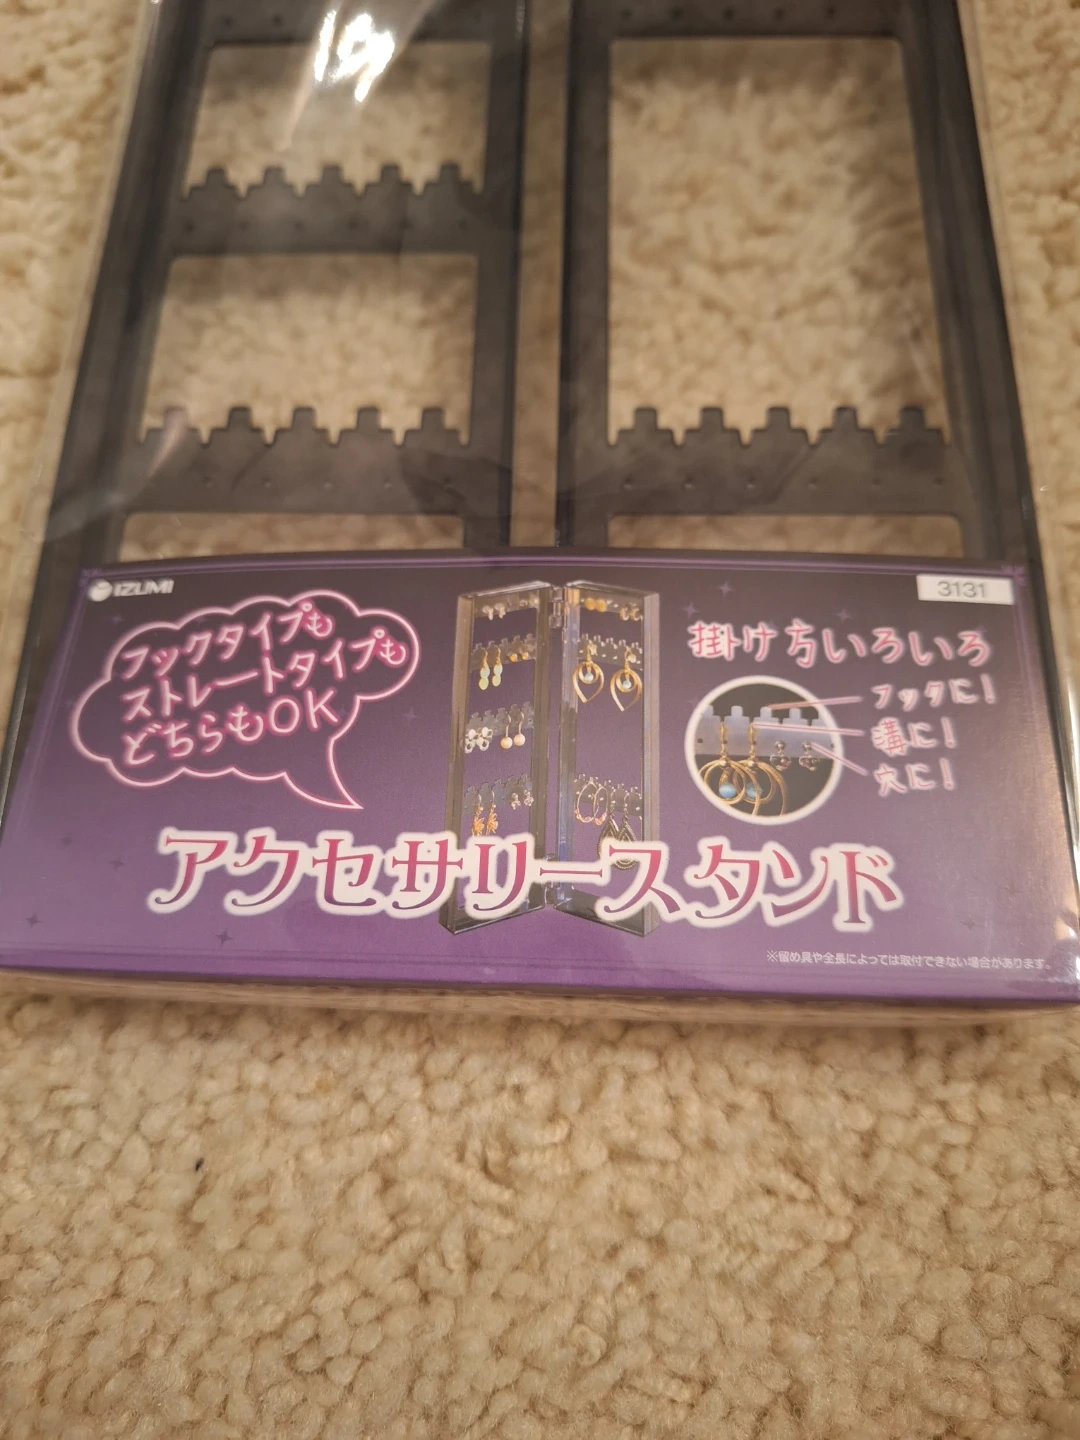 IZUMI
3131
フックタイプも
ストレートタイプも
どちらもOK
掛け方いろいろ
フックに!
溝に!
穴に!
アクセサリースタンド
※留め具や全長によっては取付できない場合があります。